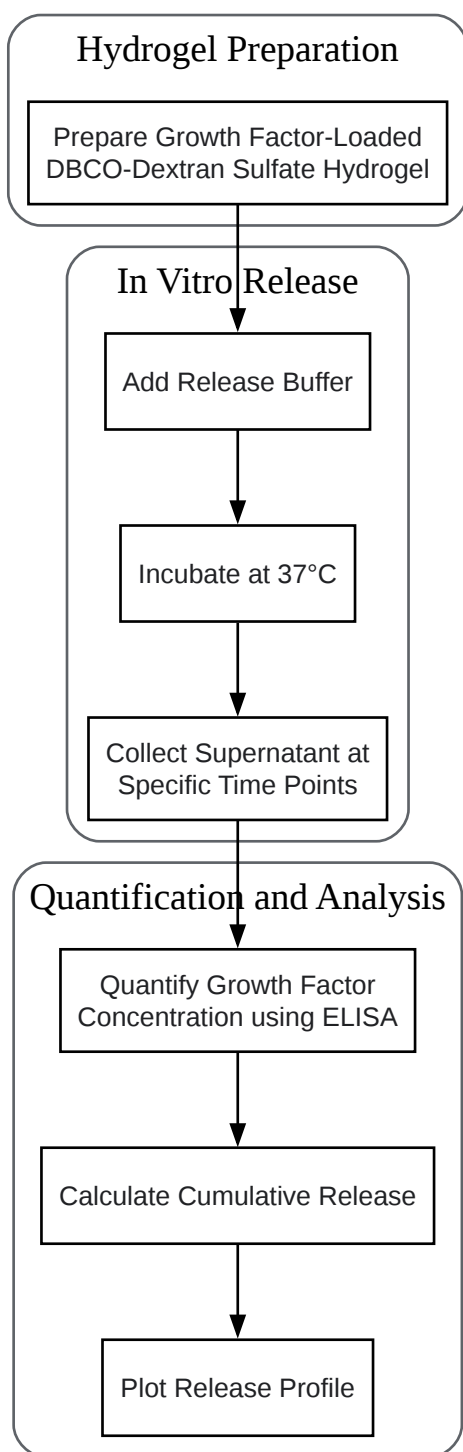 Hydrogel Preparation
Prepare Growth Factor-Loaded
DBCO-Dextran Sulfate Hydrogel
In Vitro Release
Add Release Buffer
Incubate at 37°C
Collect Supernatant at
Specific Time Points
Quantification and Analysis
Quantify Growth Factor
Concentration using ELISA
Calculate Cumulative Release
Plot Release Profile